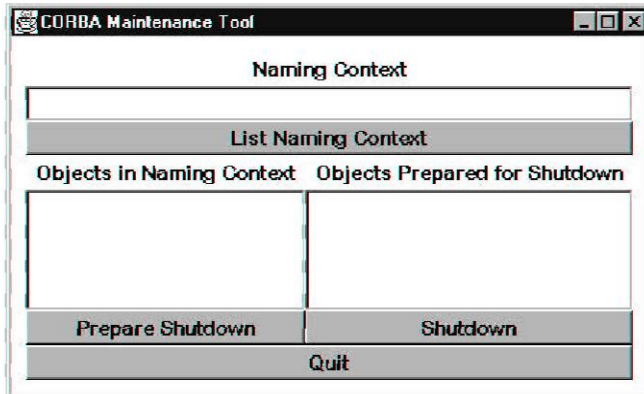 CORBA Maintenance Tool
Naming Context
List Naming Context
Objects in Naming Context Objects Prepared for Shutdown
Prepare Shutdown Shutdown
Quit